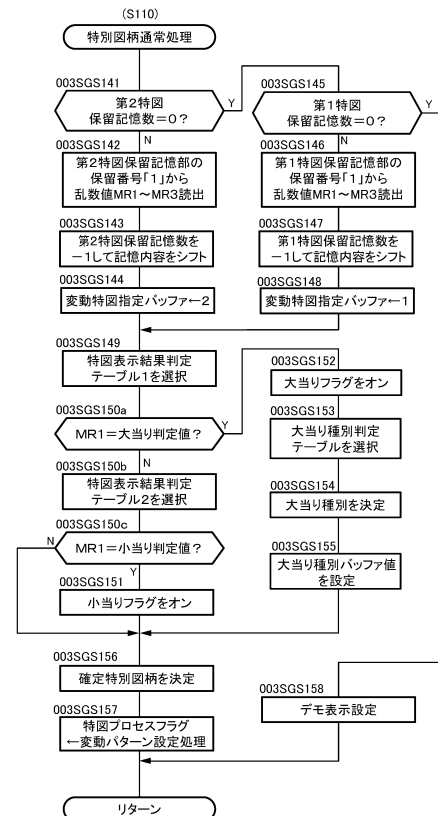 (S110)
特別図柄通常処理
003SGS141
第2特図
保留記憶数=0?
Y
N
003SGS145
第1特図
保留記憶数=0?
Y
N
003SGS142
第2特図保留記憶部の
保留番号「1」から
乱数値MR1～MR3読出
003SGS146
第1特図保留記憶部の
保留番号「1」から
乱数値MR1～MR3読出
003SGS143
第2特図保留記憶数を
－1して記憶内容をシフト
003SGS147
第1特図保留記憶数を
－1して記憶内容をシフト
003SGS144
変動特図指定バッファ←2
003SGS148
変動特図指定バッファ←1
003SGS149
特図表示結果判定
テーブル1を選択
003SGS150a
MR1=大当り判定値?
Y
N
003SGS152
大当りフラグをオン
003SGS153
大当り種別判定
テーブルを選択
003SGS154
大当り種別を決定
003SGS155
大当り種別バッファ値
を設定
003SGS150b
特図表示結果判定
テーブル2を選択
003SGS150c
N
MR1=小当り判定値?
Y
003SGS151
小当りフラグをオン
003SGS156
確定特別図柄を決定
003SGS157
特図プロセスフラグ
←変動パターン設定処理
003SGS158
デモ表示設定
リターン